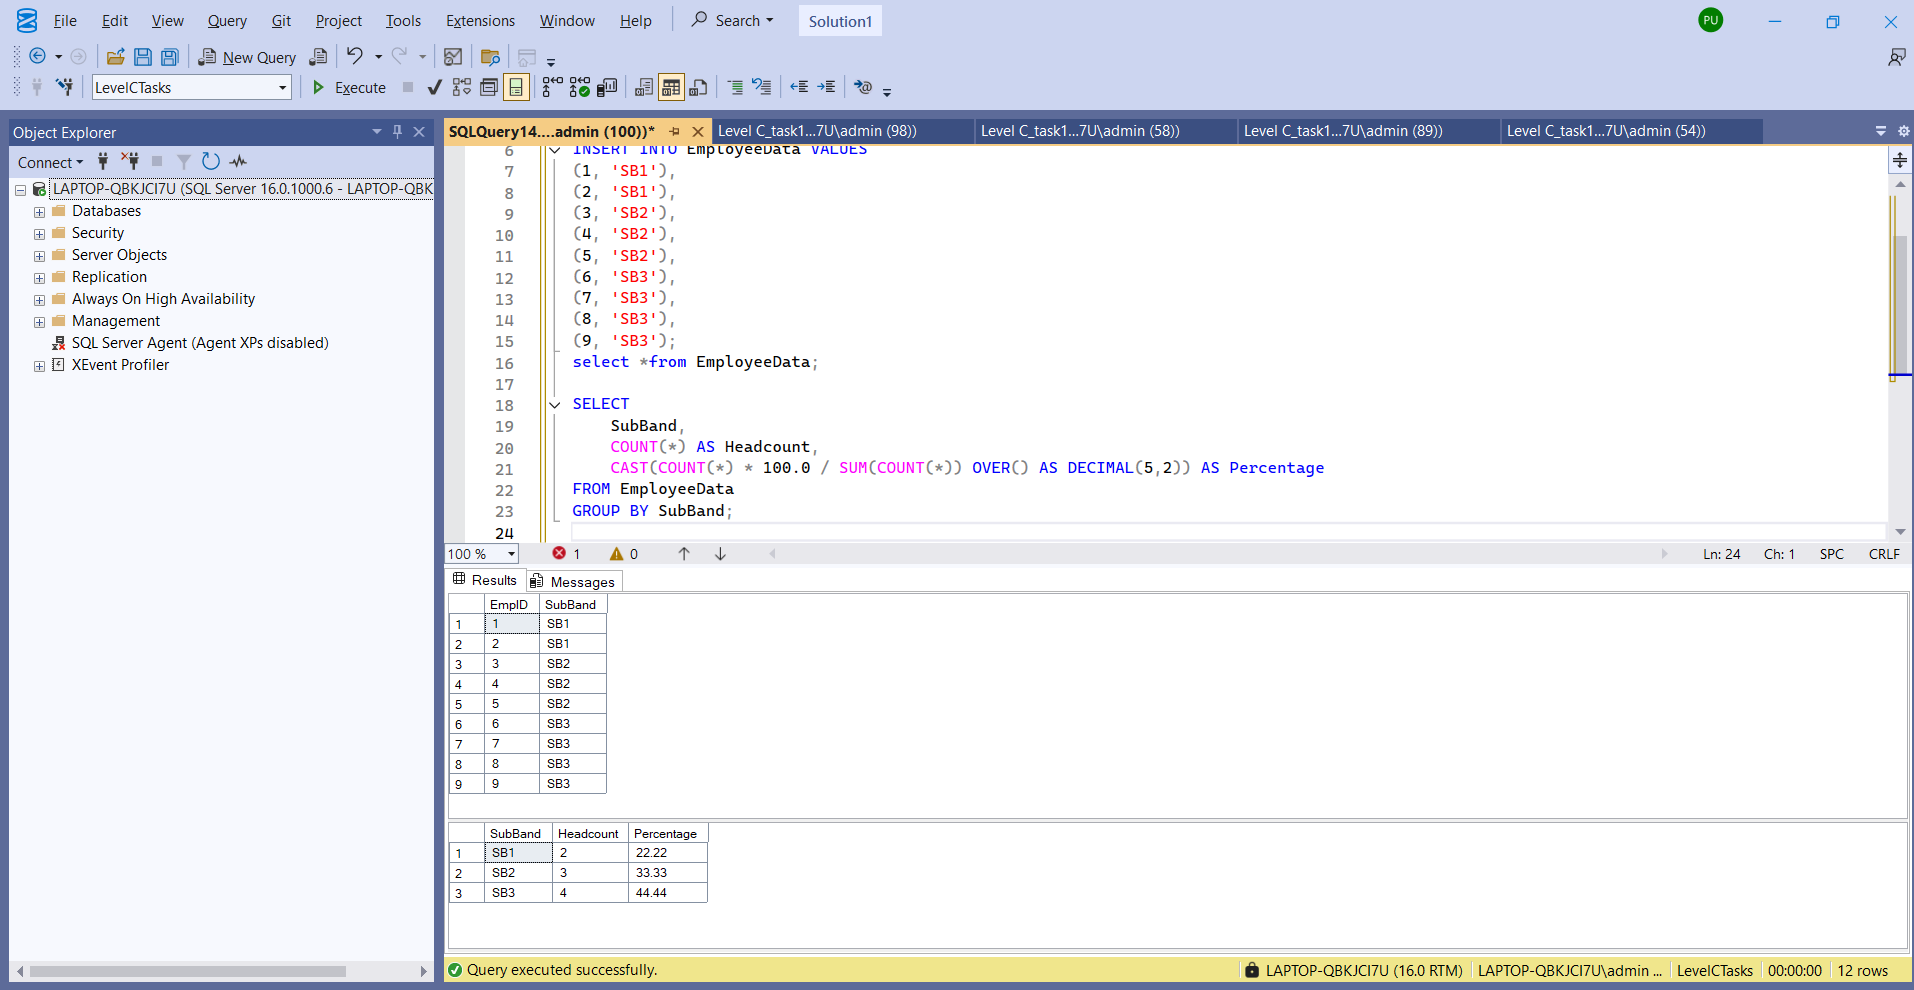 File Edit View Query Git Project Tools Extensions Window Help Search Solution1 PU
New Query
LevelCTasks Execute
Object Explorer
Connect
LAPTOP-QBKJCI7U (SQL Server 16.0.1000.6 - LAPTOP-QBK
Databases
Security
Server Objects
Replication
Always On High Availability
Management
SQL Server Agent (Agent XPs disabled)
XEvent Profiler
SQLQuery14....admin (100))* Level C_task1...7U\admin (98)) Level C_task1...7U\admin (58)) Level C_task1...7U\admin (89)) Level C_task1...7U\admin (54))
6 INSERT INTO EmployeeData VALUES
7 (1, 'SB1'),
8 (2, 'SB1'),
9 (3, 'SB2'),
10 (4, 'SB2'),
11 (5, 'SB2'),
12 (6, 'SB3'),
13 (7, 'SB3'),
14 (8, 'SB3'),
15 (9, 'SB3');
16 select *from EmployeeData;
17
18 SELECT
19 SubBand,
20 COUNT(*) AS Headcount,
21 CAST(COUNT(*) * 100.0 / SUM(COUNT(*)) OVER() AS DECIMAL(5,2)) AS Percentage
22 FROM EmployeeData
23 GROUP BY SubBand;
24
100 % 1 0 Ln: 24 Ch: 1 SPC CRLF
Results Messages
EmpID SubBand
1 1 SB1
2 2 SB1
3 3 SB2
4 4 SB2
5 5 SB2
6 6 SB3
7 7 SB3
8 8 SB3
9 9 SB3
SubBand Headcount Percentage
1 SB1 2 22.22
2 SB2 3 33.33
3 SB3 4 44.44
Query executed successfully. LAPTOP-QBKJCI7U (16.0 RTM) LAPTOP-QBKJCI7U\admin ... LevelCTasks 00:00:00 12 rows